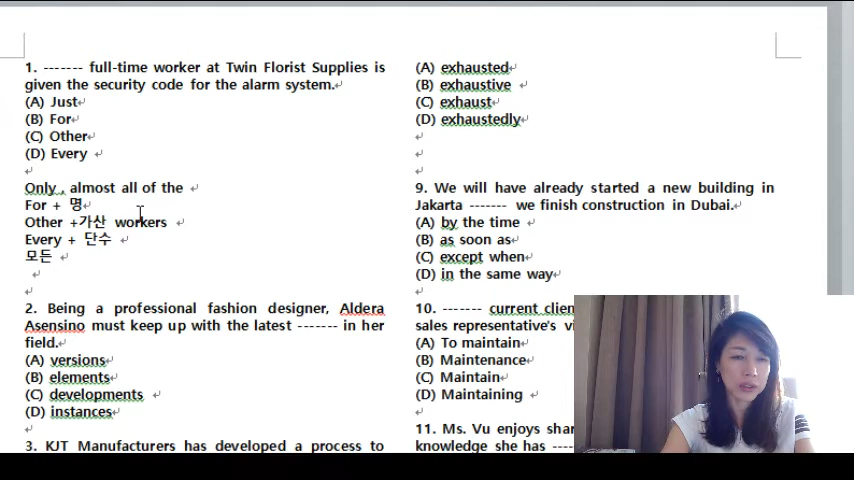 1. ------- full-time worker at Twin Florist Supplies is
given the security code for the alarm system.
(A) Just
(B) For
(C) Other
(D) Every
Only , almost all of the
For + 명
Other +가산 workers
Every + 단수
모든
2. Being a professional fashion designer, Aldera
Asensino must keep up with the latest ------- in her
field.
(A) versions
(B) elements
(C) developments
(D) instances
3. KJT Manufacturers has developed a process to
(A) exhausted
(B) exhaustive
(C) exhaust
(D) exhaustedly
9. We will have already started a new building in
Jakarta ------- we finish construction in Dubai.
(A) by the time
(B) as soon as
(C) except when
(D) in the same way
10. ------- current clien
sales representative's vi
(A) To maintain
(B) Maintenance
(C) Maintain
(D) Maintaining
11. Ms. Vu enjoys shar
knowledge she has -----